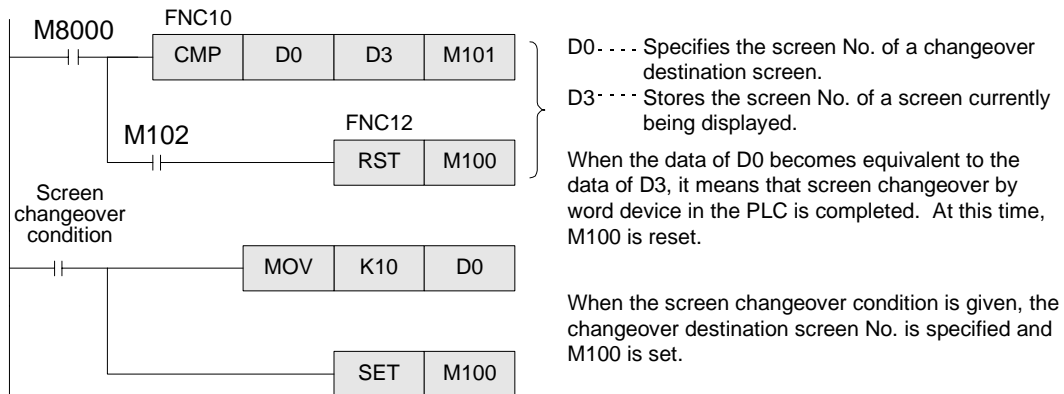 M8000
FNC10
CMP D0 D3 M101
M102
FNC12
RST M100
Screen
changeover
condition
MOV K10 D0
SET M100
D0 - - - - Specifies the screen No. of a changeover
destination screen.
D3 - - - - Stores the screen No. of a screen currently
being displayed.
When the data of D0 becomes equivalent to the
data of D3, it means that screen changeover by
word device in the PLC is completed. At this time,
M100 is reset.
When the screen changeover condition is given, the
changeover destination screen No. is specified and
M100 is set.